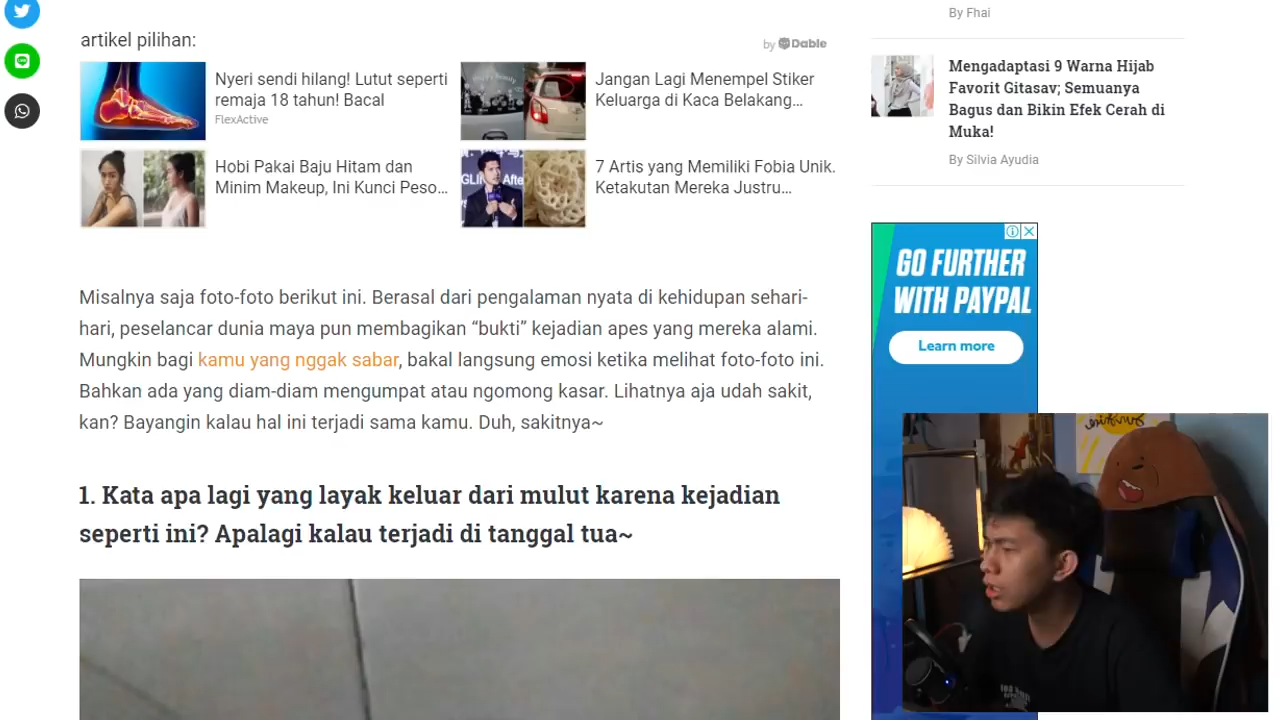 artikel pilihan:
by Dable
Nyeri sendi hilang! Lutut seperti
remaja 18 tahun! Bacal
FlexActive
Jangan Lagi Menempel Stiker
Keluarga di Kaca Belakang...
Hobi Pakai Baju Hitam dan
Minim Makeup, Ini Kunci Peso...
7 Artis yang Memiliki Fobia Unik.
Ketakutan Mereka Justru...
Misalnya saja foto-foto berikut ini. Berasal dari pengalaman nyata di kehidupan sehari-
hari, peselancar dunia maya pun membagikan “bukti” kejadian apes yang mereka alami.
Mungkin bagi kamu yang nggak sabar, bakal langsung emosi ketika melihat foto-foto ini.
Bahkan ada yang diam-diam mengumpat atau ngomong kasar. Lihatnya aja udah sakit,
kan? Bayangin kalau hal ini terjadi sama kamu. Duh, sakitnya~
1. Kata apa lagi yang layak keluar dari mulut karena kejadian
seperti ini? Apalagi kalau terjadi di tanggal tua~
By Fhai
Mengadaptasi 9 Warna Hijab
Favorit Gitasav; Semuanya
Bagus dan Bikin Efek Cerah di
Muka!
By Silvia Ayudia
GO FURTHER
WITH PAYPAL
Learn more